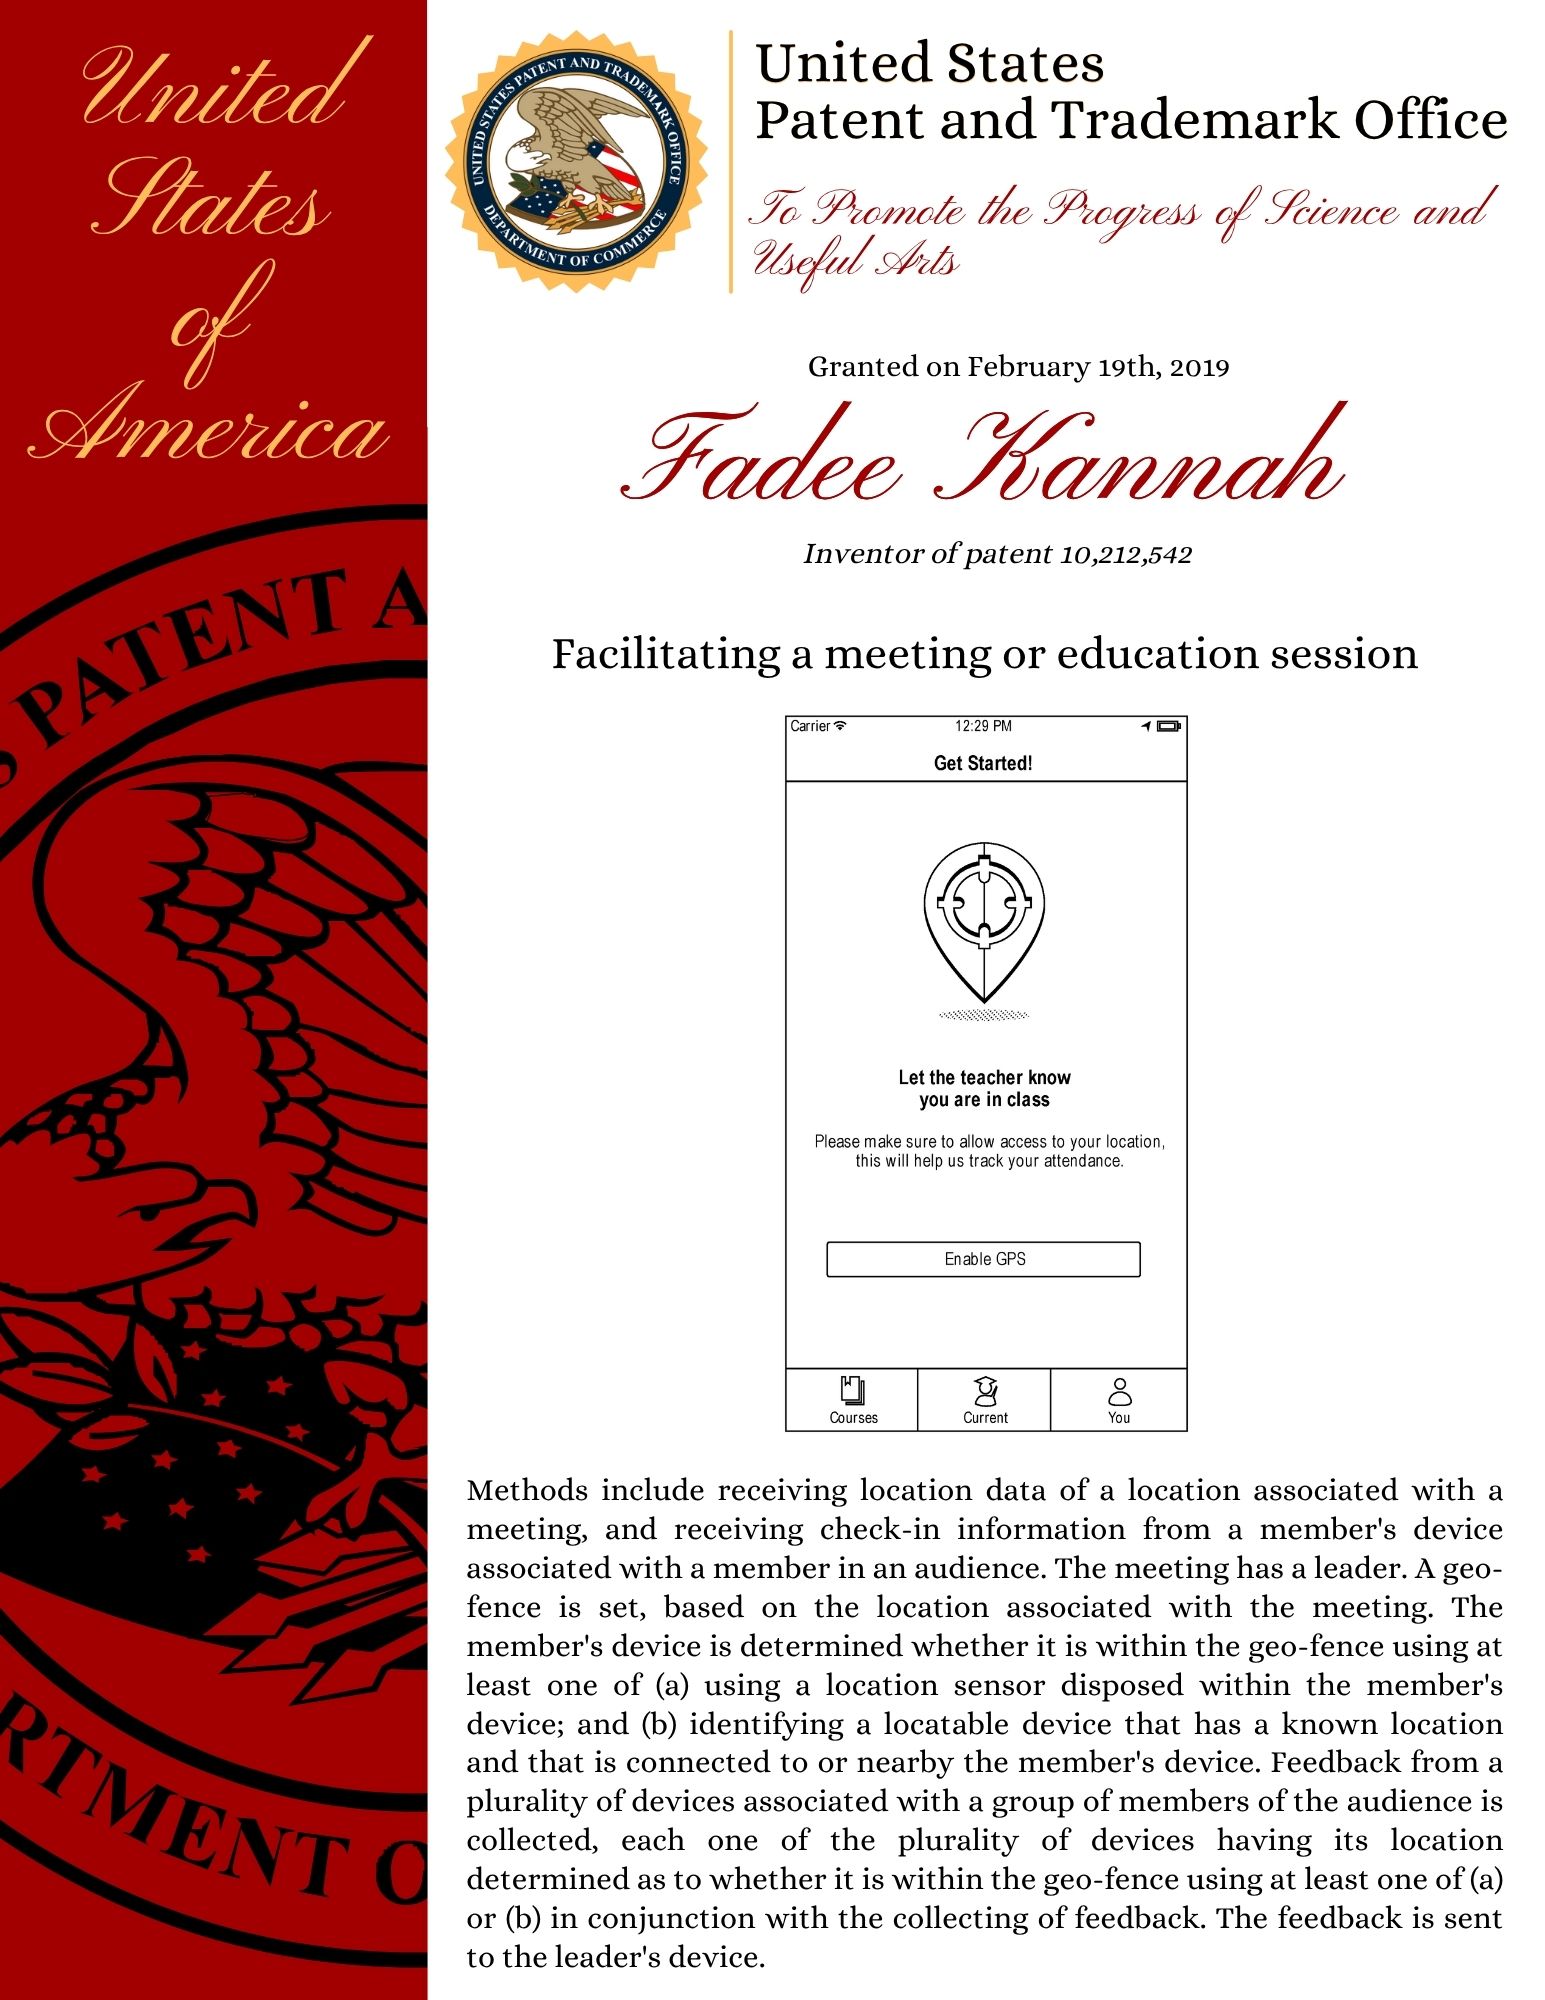 United
States
of
America
UNITED STATES PATENT AND TRADEMARK OFFICE
DEPARTMENT OF COMMERCE
United States
Patent and Trademark Office
To Promote the Progress of Science and
Useful Arts
Granted on February 19th, 2019
Fadee Kannah
Inventor of patent 10,212,542
Facilitating a meeting or education session
S PATENT A
RTMENT O
Carrier 12:29 PM
Get Started!
Let the teacher know
you are in class
Please make sure to allow access to your location,
this will help us track your attendance.
Enable GPS
Courses Current You
Methods include receiving location data of a location associated with a
meeting, and receiving check-in information from a member's device
associated with a member in an audience. The meeting has a leader. A geo-
fence is set, based on the location associated with the meeting. The
member's device is determined whether it is within the geo-fence using at
least one of (a) using a location sensor disposed within the member's
device; and (b) identifying a locatable device that has a known location
and that is connected to or nearby the member's device. Feedback from a
plurality of devices associated with a group of members of the audience is
collected, each one of the plurality of devices having its location
determined as to whether it is within the geo-fence using at least one of (a)
or (b) in conjunction with the collecting of feedback. The feedback is sent
to the leader's device.